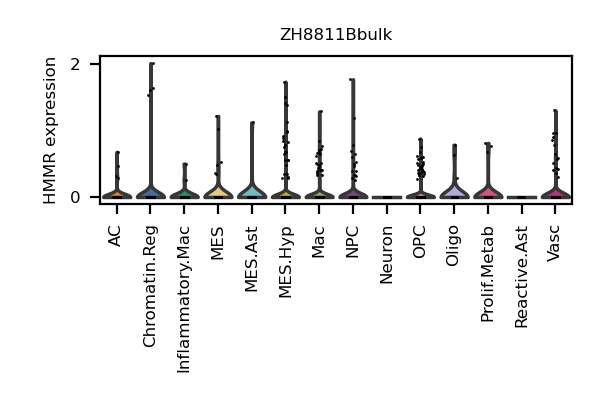 ZH8811Bbulk
HMMR expression
2
0
AC
Chromatin.Reg
Inflammatory.Mac
MES
MES.Ast
MES.Hyp
Mac
NPC
Neuron
OPC
Oligo
Prolif.Metab
Reactive.Ast
Vasc